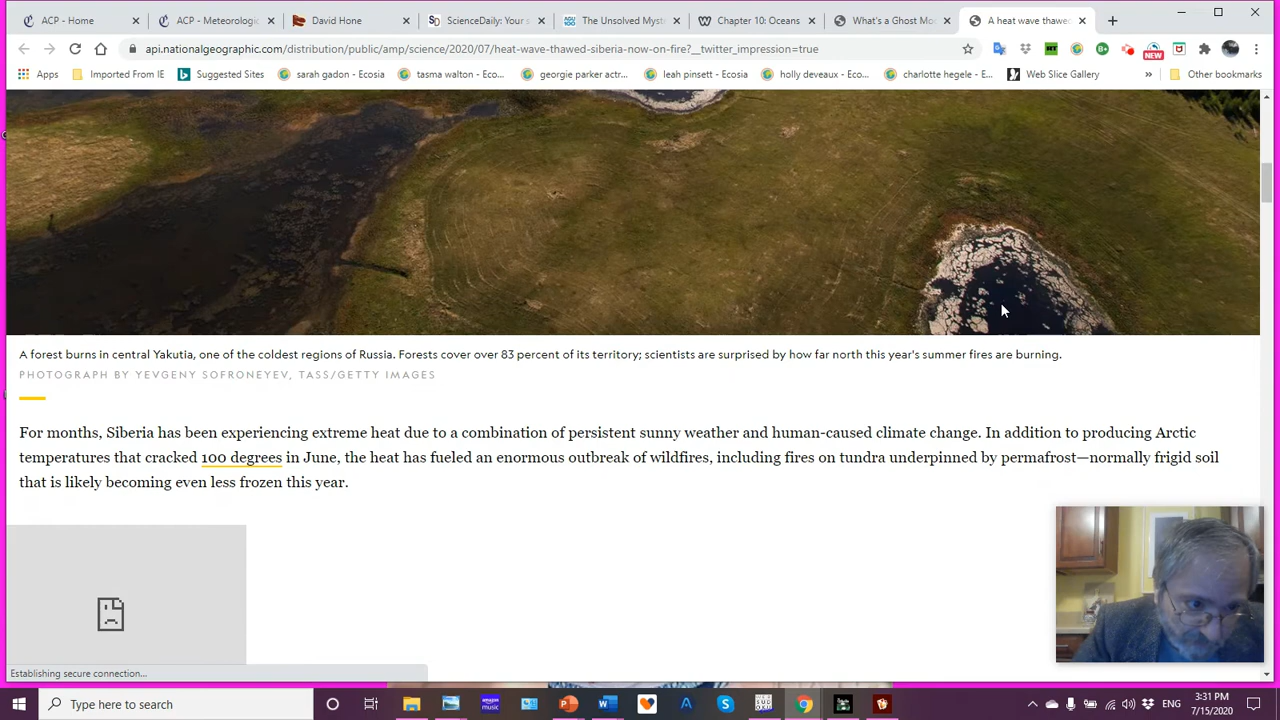 ACP - Home
ACP - Meteorologic
David Hone
ScienceDaily: Your s
The Unsolved Myst
Chapter 10: Oceans
What's a Ghost Mo
A heat wave thawed
api.nationalgeographic.com/distribution/public/amp/science/2020/07/heat-wave-thawed-siberia-now-on-fire?__twitter_impression=true
Apps
Imported From IE
Suggested Sites
sarah gadon - Ecosia
tasma walton - Eco...
georgie parker actr...
leah pinsett - Ecosia
holly deveaux - Eco...
charlotte hegele - E...
Web Slice Gallery
»
Other bookmarks
NEW
A forest burns in central Yakutia, one of the coldest regions of Russia. Forests cover over 83 percent of its territory; scientists are surprised by how far north this year's summer fires are burning.
PHOTOGRAPH BY YEVGENY SOFRONEYEV, TASS/GETTY IMAGES
For months, Siberia has been experiencing extreme heat due to a combination of persistent sunny weather and human-caused climate change. In addition to producing Arctic
temperatures that cracked 100 degrees in June, the heat has fueled an enormous outbreak of wildfires, including fires on tundra underpinned by permafrost—normally frigid soil
that is likely becoming even less frozen this year.
Establishing secure connection...
Type here to search
amazon music
ENG
3:31 PM
7/15/2020